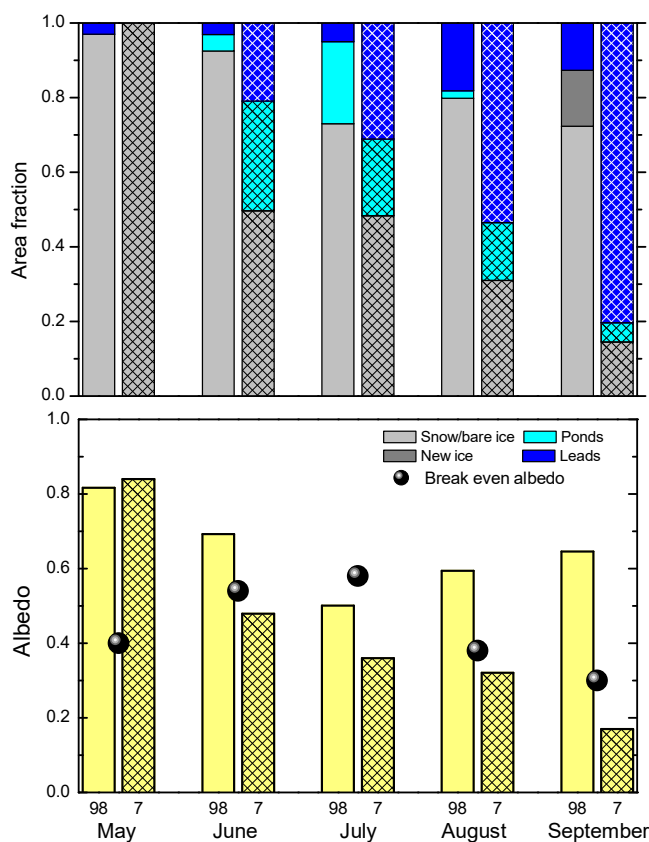 1.0
0.8
0.6
0.4
0.2
0.0
Area fraction
1.0
0.8
0.6
0.4
0.2
0.0
Albedo
Snow/bare ice Ponds
New ice Leads
Break even albedo
98 7 98 7 98 7 98 7 98 7
May June July August September